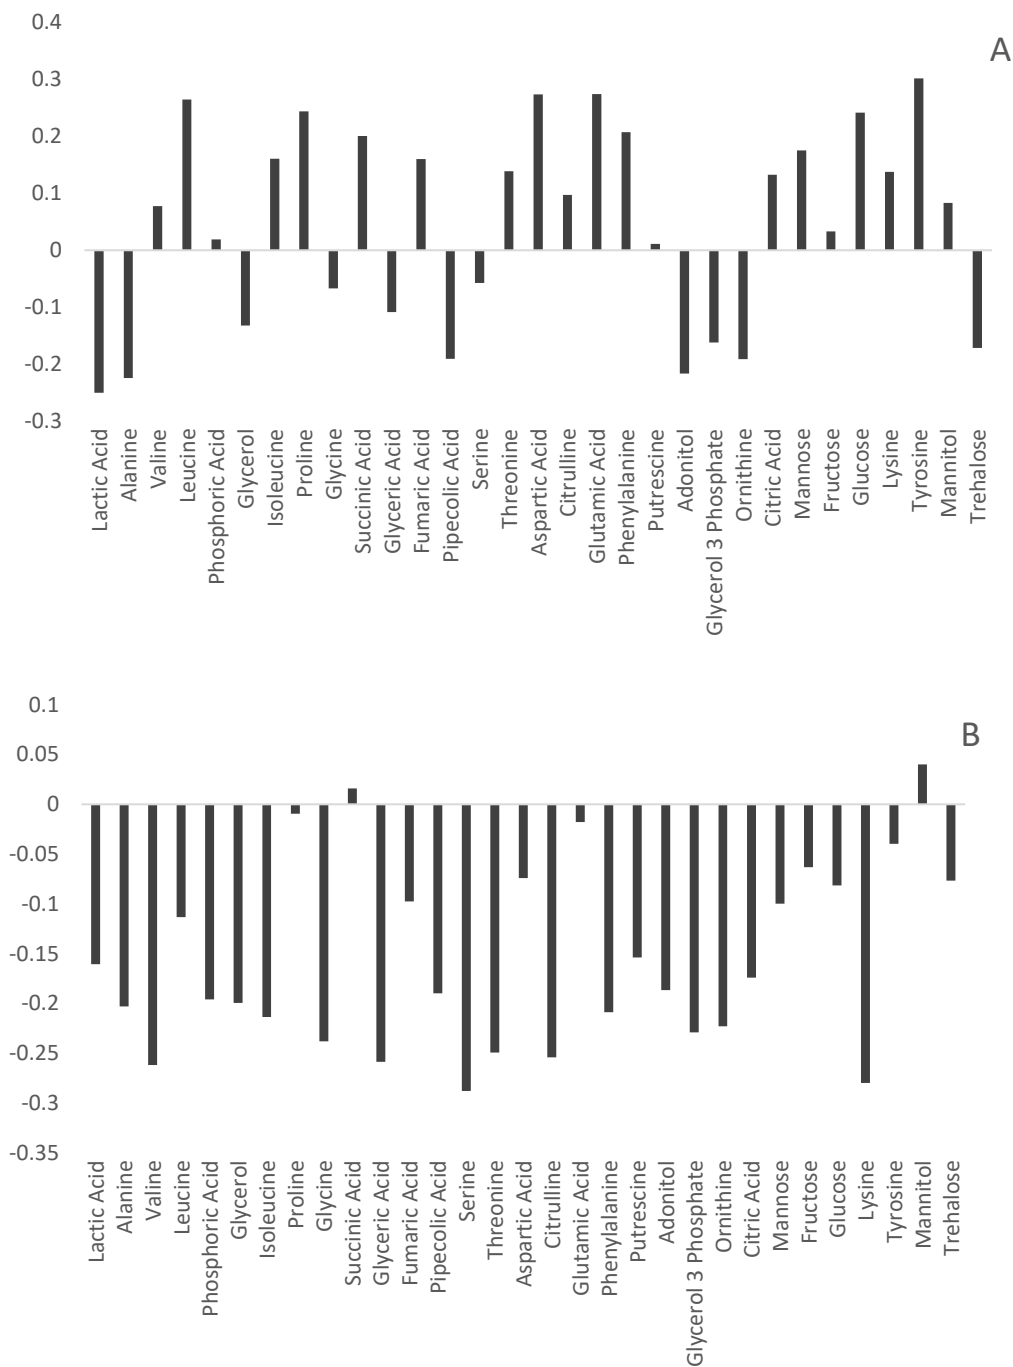 A
0.4
0.3
0.2
0.1
0
-0.1
-0.2
-0.3
Lactic Acid
Alanine
Valine
Leucine
Phosphoric Acid
Glycerol
Isoleucine
Proline
Glycine
Succinic Acid
Glyceric Acid
Fumaric Acid
Pipecolic Acid
Serine
Threonine
Aspartic Acid
Citrulline
Glutamic Acid
Phenylalanine
Putrescine
Adonitol
Glycerol 3 Phosphate
Ornithine
Citric Acid
Mannose
Fructose
Glucose
Lysine
Tyrosine
Mannitol
Trehalose
B
0.1
0.05
0
-0.05
-0.1
-0.15
-0.2
-0.25
-0.3
-0.35
Lactic Acid
Alanine
Valine
Leucine
Phosphoric Acid
Glycerol
Isoleucine
Proline
Glycine
Succinic Acid
Glyceric Acid
Fumaric Acid
Pipecolic Acid
Serine
Threonine
Aspartic Acid
Citrulline
Glutamic Acid
Phenylalanine
Putrescine
Adonitol
Glycerol 3 Phosphate
Ornithine
Citric Acid
Mannose
Fructose
Glucose
Lysine
Tyrosine
Mannitol
Trehalose